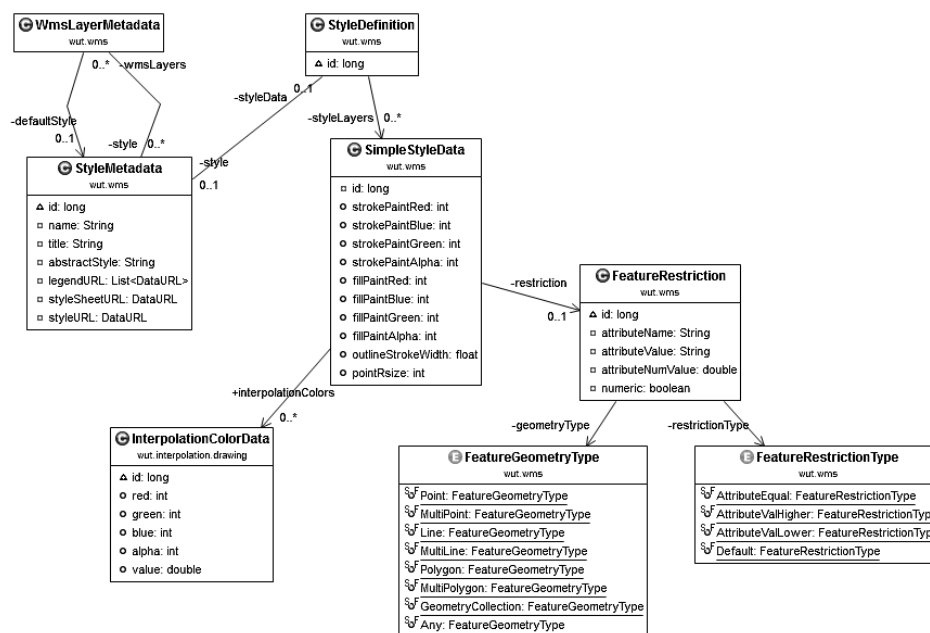 WmsLayerMetadata
wut.wms
StyleDefinition
wut.wms
id: long
0..*
-wmsLayers
-defaultStyle
0..1
-style
0..*
-styleData
0..1
-style
0..1
-styleLayers
0..*
StyleMetadata
wut.wms
id: long
name: String
title: String
abstractStyle: String
legendURL: List<DataURL>
styleSheetURL: DataURL
styleURL: DataURL
SimpleStyleData
wut.wms
id: long
strokePaintRed: int
strokePaintBlue: int
strokePaintGreen: int
strokePaintAlpha: int
fillPaintRed: int
fillPaintBlue: int
fillPaintGreen: int
fillPaintAlpha: int
outlineStrokeWidth: float
pointRsize: int
-restriction
0..1
FeatureRestriction
wut.wms
id: long
attributeName: String
attributeValue: String
attributeNumValue: double
numeric: boolean
+interpolationColors
0..*
InterpolationColorData
wut.interpolation.drawing
id: long
red: int
green: int
blue: int
alpha: int
value: double
-geometryType
-restrictionType
FeatureGeometryType
wut.wms
Point: FeatureGeometryType
MultiPoint: FeatureGeometryType
Line: FeatureGeometryType
MultiLine: FeatureGeometryType
Polygon: FeatureGeometryType
MultiPolygon: FeatureGeometryType
GeometryCollection: FeatureGeometryType
Any: FeatureGeometryType
FeatureRestrictionType
wut.wms
AttributeEqual: FeatureRestrictionType
AttributeValHigher: FeatureRestrictionTyp
AttributeValLower: FeatureRestrictionTyp
Default: FeatureRestrictionType